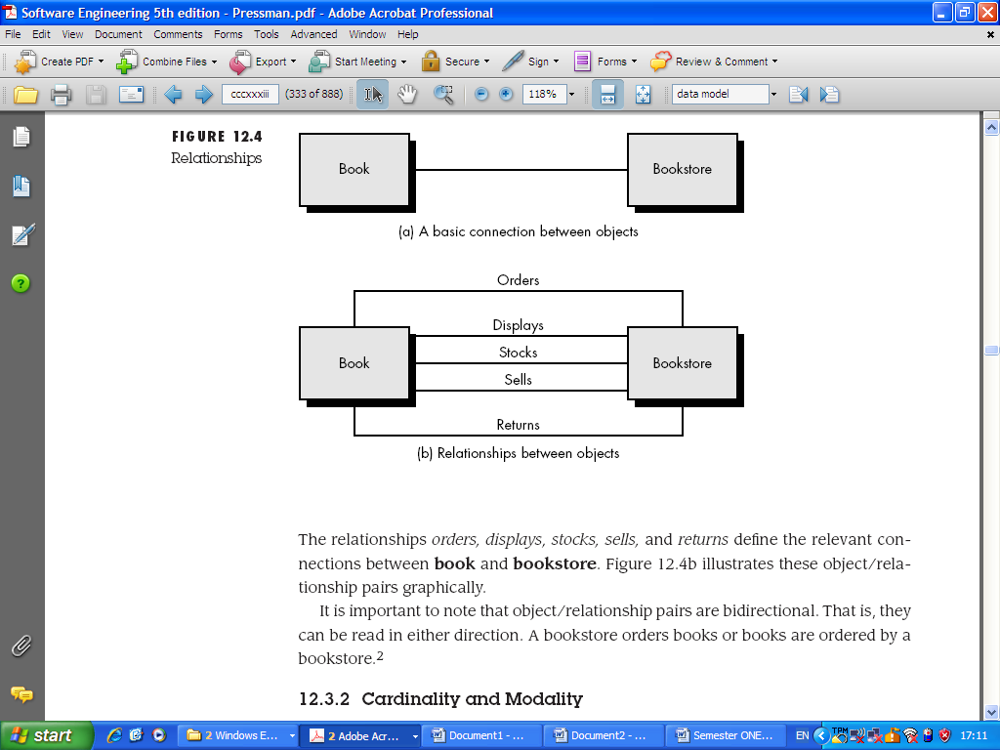 Software Engineering 5th edition - Pressman.pdf - Adobe Acrobat Professional
File Edit View Document Comments Forms Tools Advanced Window Help
Create PDF Combine Files Export Start Meeting Secure Sign Forms Review & Comment
cccxxxiii (333 of 888) 118% data model
FIGURE 12.4
Relationships
Book Bookstore
(a) A basic connection between objects
Orders
Displays
Stocks
Book Bookstore
Sells
Returns
(b) Relationships between objects
The relationships orders, displays, stocks, sells, and returns define the relevant con-
nections between book and bookstore. Figure 12.4b illustrates these object/rela-
tionship pairs graphically.
It is important to note that object/relationship pairs are bidirectional. That is, they
can be read in either direction. A bookstore orders books or books are ordered by a
bookstore.2
12.3.2 Cardinality and Modality
start 2 Windows E... 2 Adobe Acr... Document1 - ... Document2 - ... Semester ONE... EN TPM 17:11